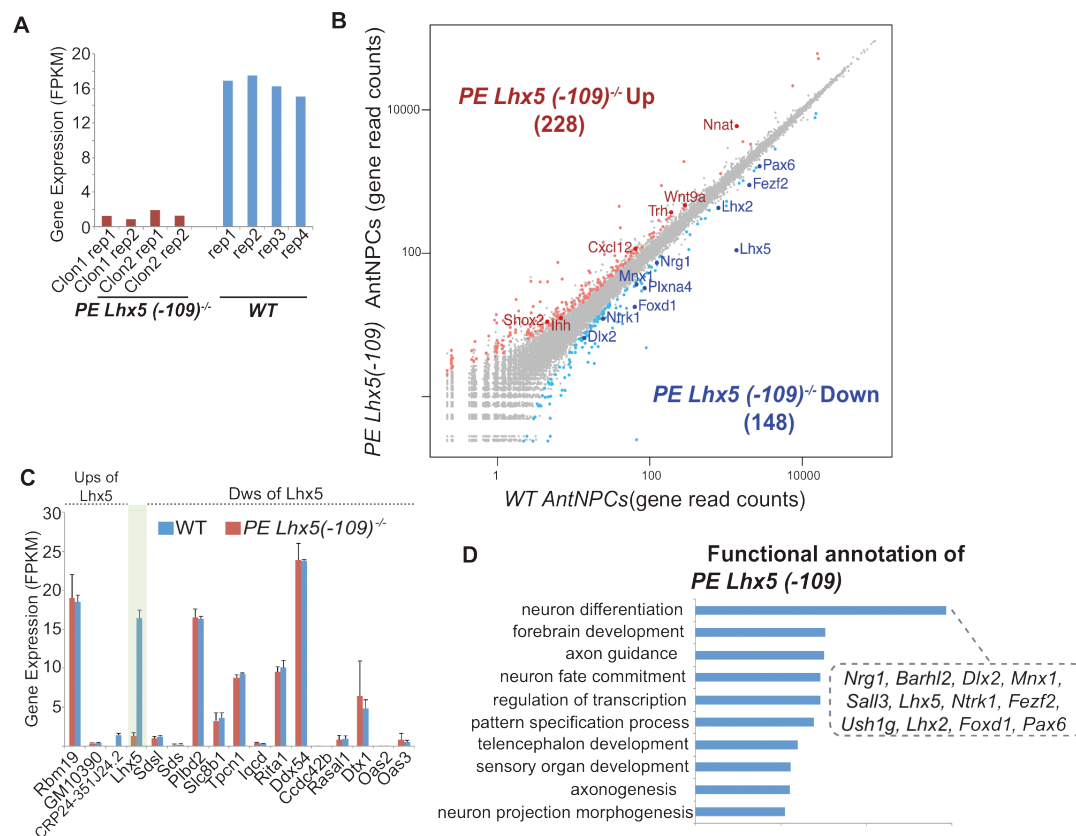 A
Gene Expression (FPKM)
20
16
12
8
4
0
Clon1 rep1
Clon1 rep2
Clon2 rep1
Clon2 rep2
rep1
rep2
rep3
rep4
PE Lhx5 (-109)-/-
WT
B
PE Lhx5(-109) AntNPCs (gene read counts)
10000
100
PE Lhx5 (-109)-/- Up
(228)
Nnat
Pax6
Fezf2
Wnt9a
Trh
Lhx2
Cxcl12
Lhx5
Nrg1
Mnx1
Plxna4
Foxd1
Shox2
Ihh
Ntrk1
Dlx2
PE Lhx5 (-109)-/- Down
(148)
1
100
10000
WT AntNPCs(gene read counts)
C
Ups of
Lhx5
Dws of Lhx5
Gene Expression (FPKM)
30
25
20
15
10
5
WT
PE Lhx5(-109)-/-
Rbm19
GM10390
CRP24-351J24.2
Lhx5
Sdsl
Sds
Plbd2
Slc8b1
Tpcn1
Iqcd
Rita1
Ddx54
Ccdc42b
Rasal1
Dtx1
Oas2
Oas3
D
Functional annotation of
PE Lhx5 (-109)
neuron differentiation
forebrain development
axon guidance
neuron fate commitment
regulation of transcription
pattern specification process
telencephalon development
sensory organ development
axonogenesis
neuron projection morphogenesis
Nrg1, Barhl2, Dlx2, Mnx1,
Sall3, Lhx5, Ntrk1, Fezf2,
Ush1g, Lhx2, Foxd1, Pax6